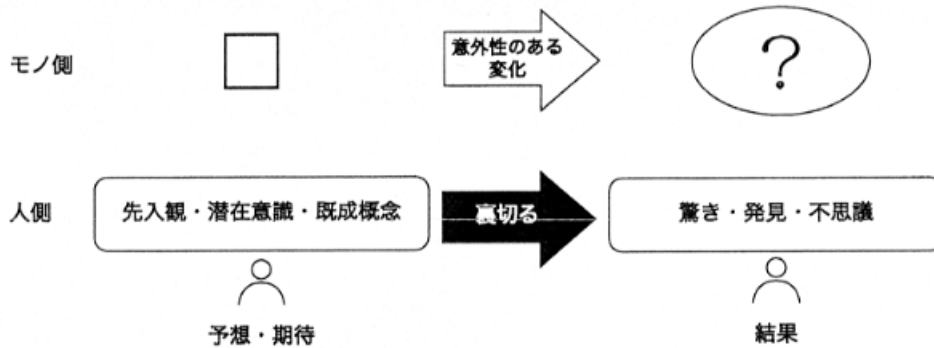 モノ側
意外性のある
変化
?
人側
先入観・潜在意識・既成概念
裏切る
驚き・発見・不思議
予想・期待
結果